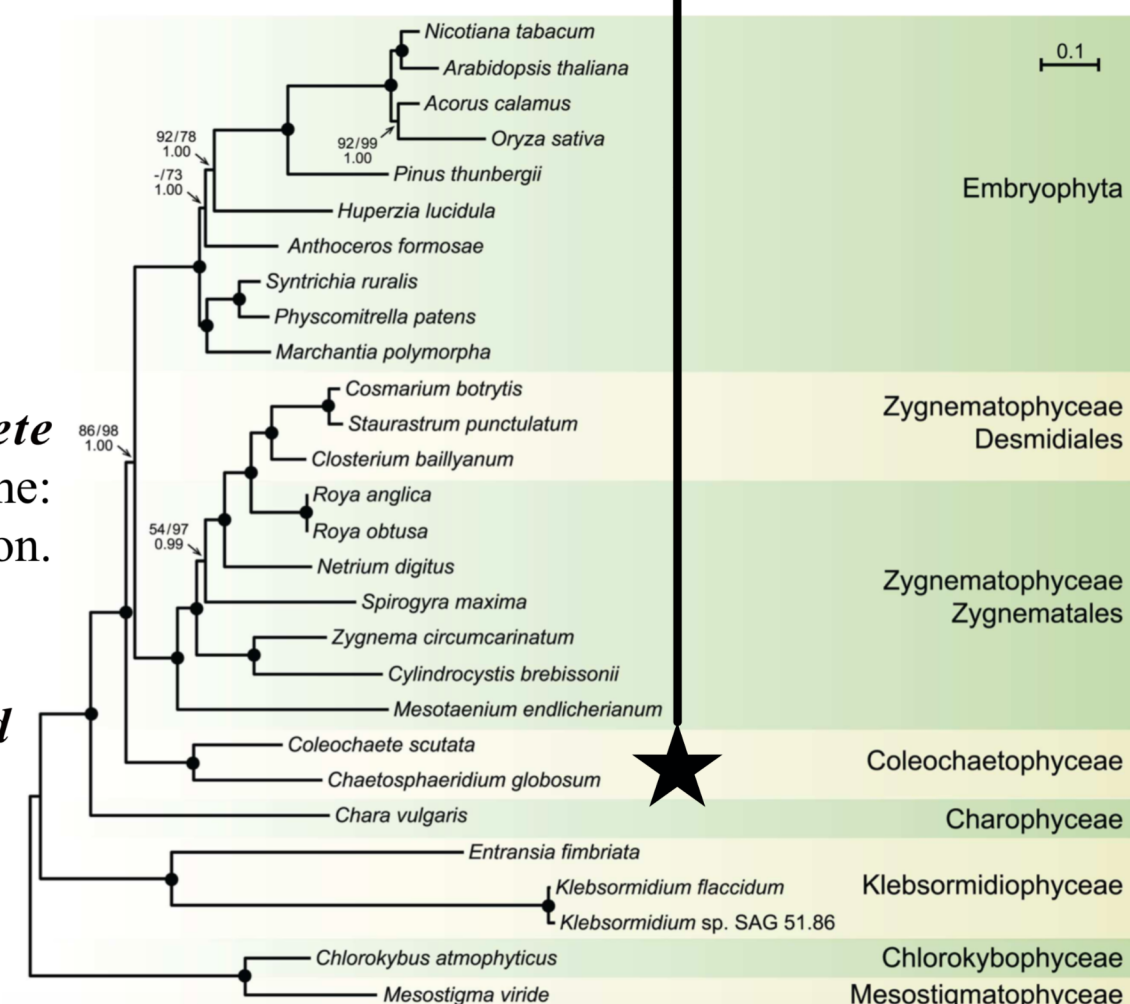 Nicotiana tabacum
0.1
Arabidopsis thaliana
Acorus calamus
92/78
1.00
92/99
1.00
Oryza sativa
-/73
1.00
Pinus thunbergii
Embryophyta
Huperzia lucidula
Anthoceros formosae
Syntrichia ruralis
Physcomitrella patens
Marchantia polymorpha
Cosmarium botrytis
Zygnematophyceae
Desmidiales
ete
86/98
1.00
Staurastrum punctulatum
Closterium baillyanum
ne:
Roya anglica
54/97
0.99
Roya obtusa
on.
Netrium digitus
Zygnematophyceae
Zygnematales
Spirogyra maxima
Zygnema circumcarinatum
Cylindrocystis brebissonii
Mesotaenium endlicherianum
d
Coleochaete scutata
Coleochaetophyceae
Chaetosphaeridium globosum
Chara vulgaris
Charophyceae
Entransia fimbriata
Klebsormidium flaccidum
Klebsormidiophyceae
Klebsormidium sp. SAG 51.86
Chlorokybus atmophyticus
Chlorokybophyceae
Mesostigma viride
Mesostigmatophyceae